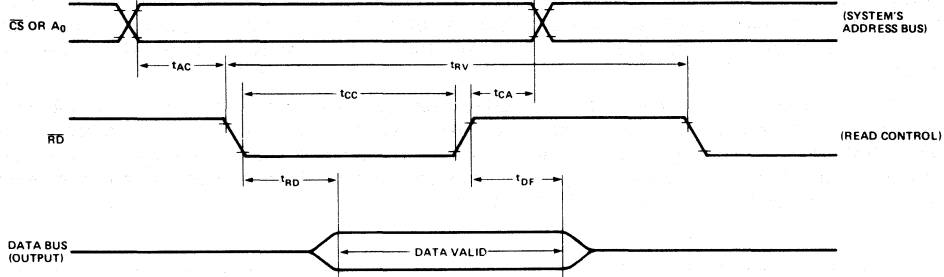 CS OR A0
(SYSTEM'S
ADDRESS BUS)
tAC
tRV
tCC
tCA
RD
(READ CONTROL)
tRD
tDF
DATA BUS
(OUTPUT)
DATA VALID